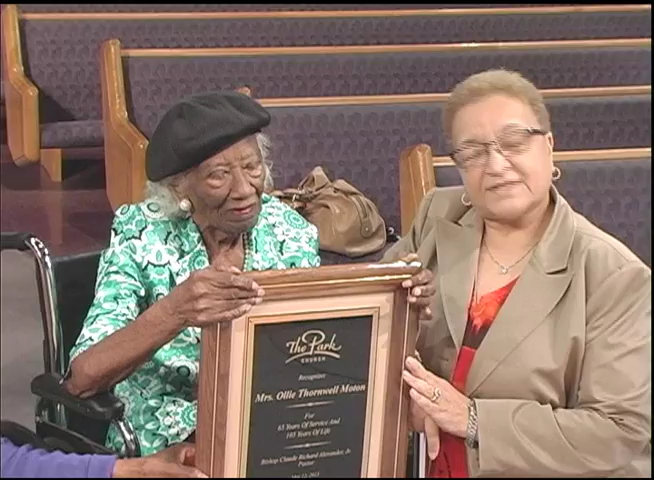 The Park
CHURCH
Recognizes
Mrs. Ollie Thornwell Moton
For
65 Years Of Service And
105 Years Of Life
Bishop Claude Richard Alexander, Jr.
Pastor